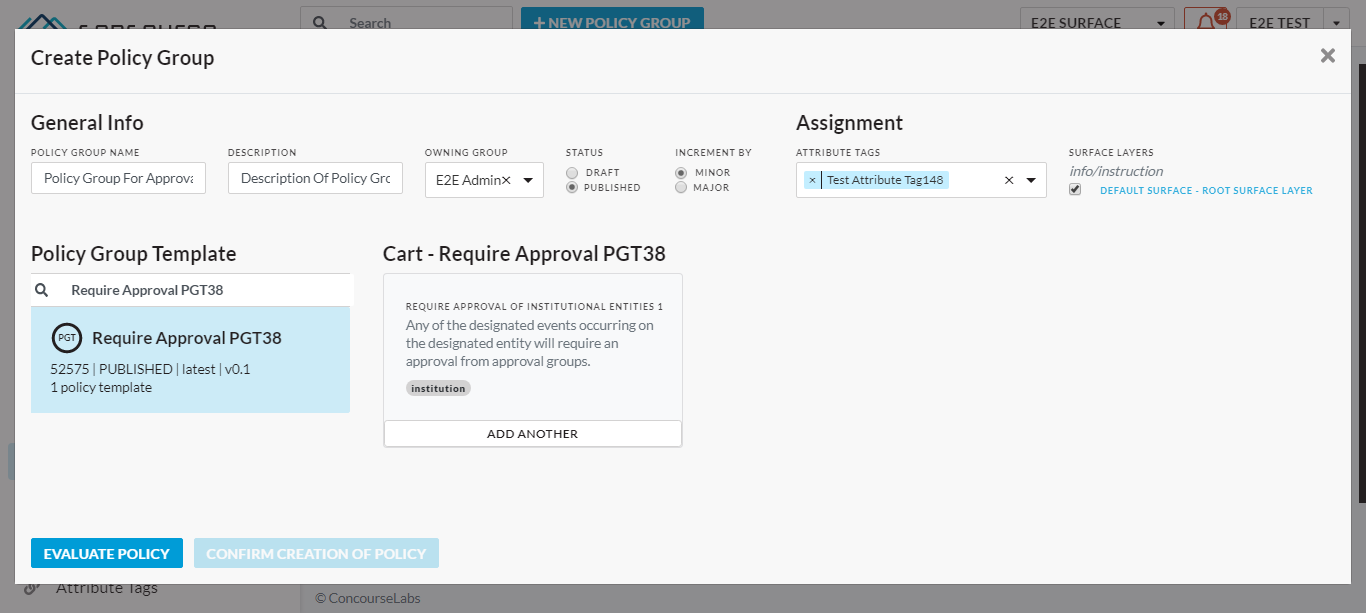 Search
+ NEW POLICY GROUP
E2E SURFACE
18
E2E TEST
Create Policy Group
General Info
Assignment
POLICY GROUP NAME
DESCRIPTION
OWNING GROUP
STATUS
INCREMENT BY
ATTRIBUTE TAGS
SURFACE LAYERS
Policy Group For Approva
Description Of Policy Grc
E2E Admin×
DRAFT
PUBLISHED
MINOR
MAJOR
× Test Attribute Tag148 ×
info/instruction
DEFAULT SURFACE - ROOT SURFACE LAYER
Policy Group Template
Require Approval PGT38
PGT Require Approval PGT38
52575 | PUBLISHED | latest | v0.1
1 policy template
Cart - Require Approval PGT38
REQUIRE APPROVAL OF INSTITUTIONAL ENTITIES 1
Any of the designated events occurring on
the designated entity will require an
approval from approval groups.
institution
ADD ANOTHER
EVALUATE POLICY
CONFIRM CREATION OF POLICY
Attribute Tags
© ConcourseLabs